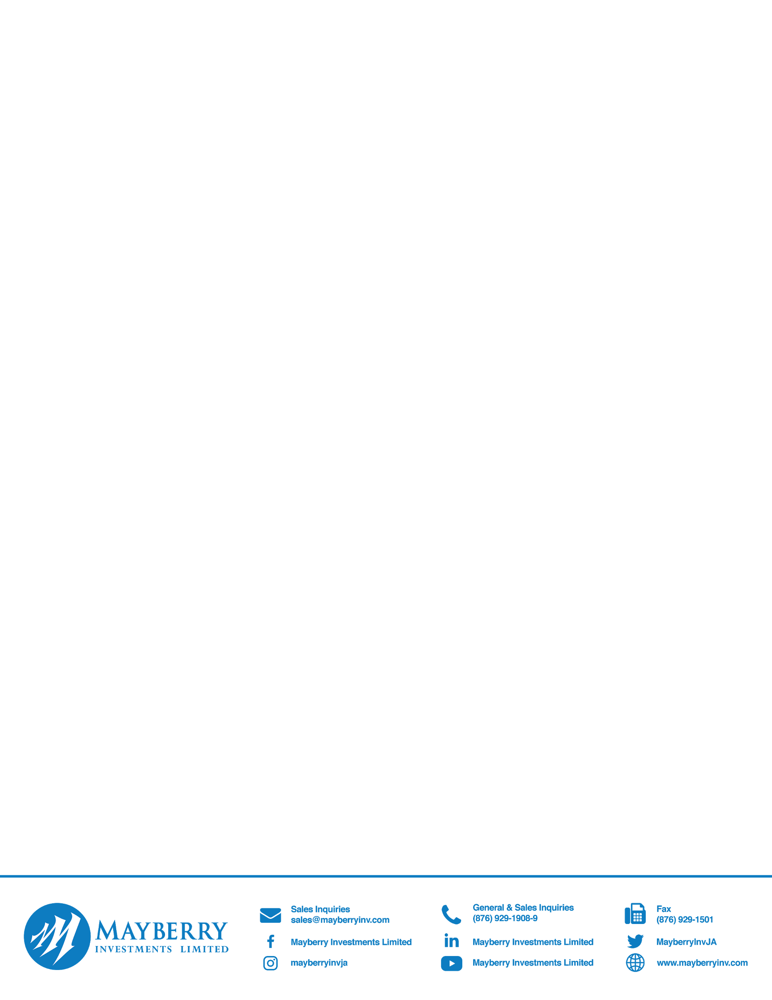 MAYBERRY
INVESTMENTS LIMITED
Sales Inquiries
sales@mayberryinv.com
Mayberry Investments Limited
mayberryinvja
General & Sales Inquiries
(876) 929-1908-9
Mayberry Investments Limited
Mayberry Investments Limited
Fax
(876) 929-1501
MayberryInvJA
www.mayberryinv.com